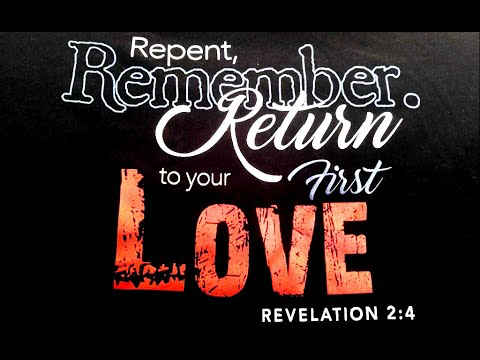 Repent,
Remember.
Return
to your First
LOVE
REVELATION 2:4